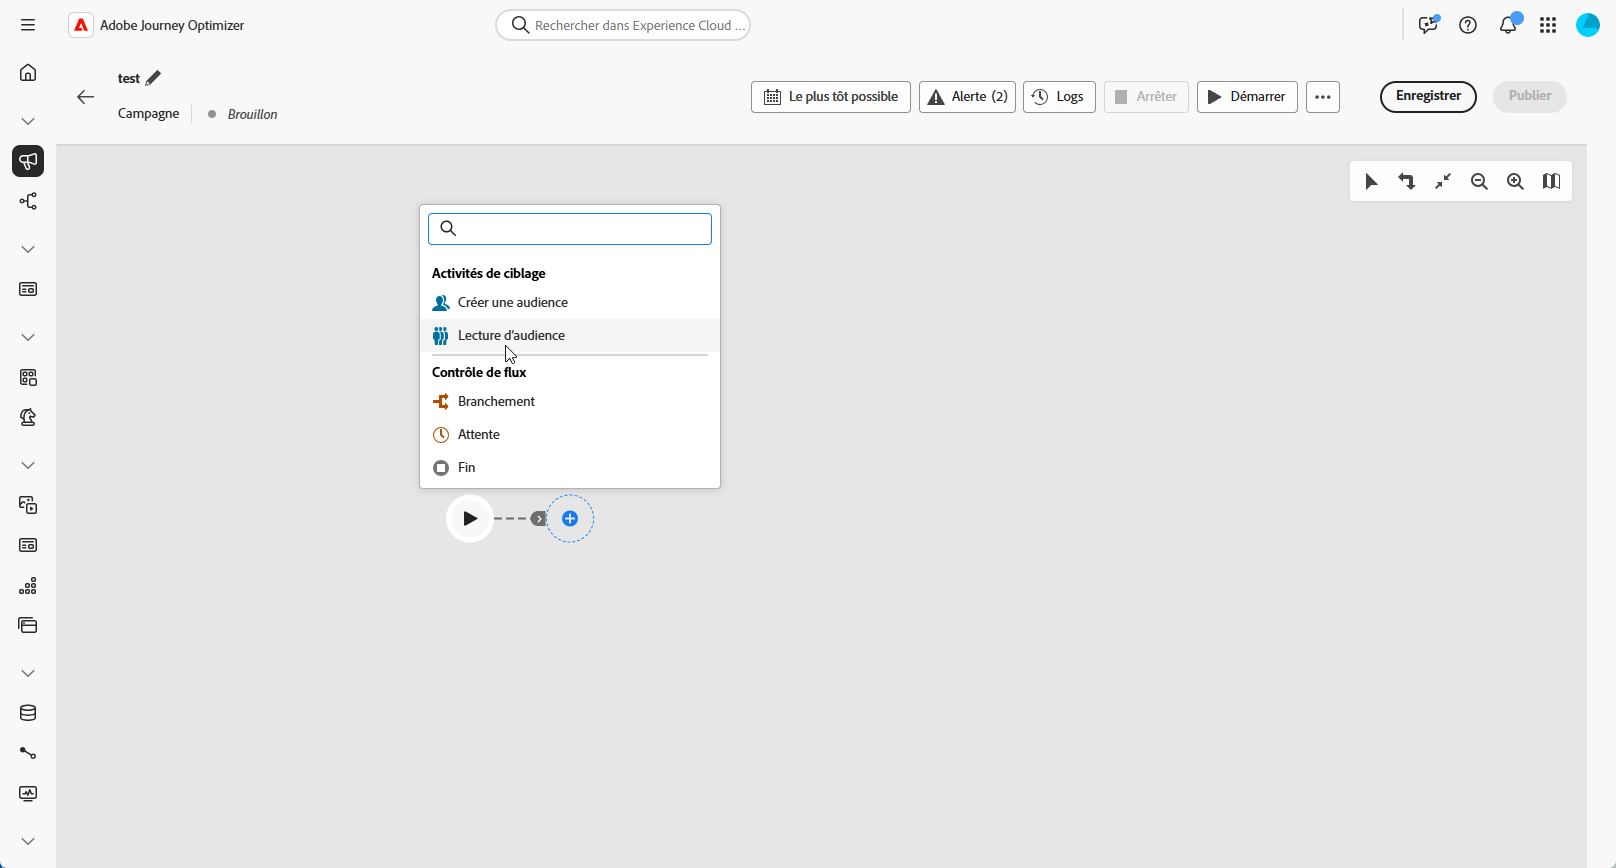 Adobe Journey Optimizer
Rechercher dans Experience Cloud ...
test
Campagne
Brouillon
Le plus tôt possible
Alerte (2)
Logs
Arrêter
Démarrer
Enregistrer
Publier
Activités de ciblage
Créer une audience
Lecture d'audience
Contrôle de flux
Branchement
Attente
Fin